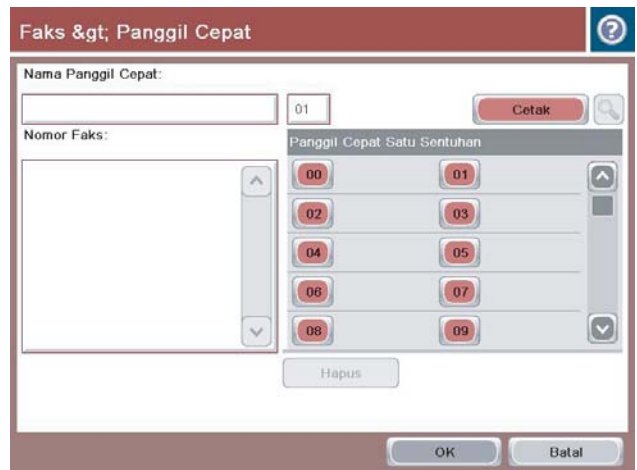 Faks &gt; Panggil Cepat
Nama Panggil Cepat:
01
Cetak
Nomor Faks:
Panggil Cepat Satu Sentuhan
00 01
02 03
04 05
06 07
08 09
Hapus
OK Batal